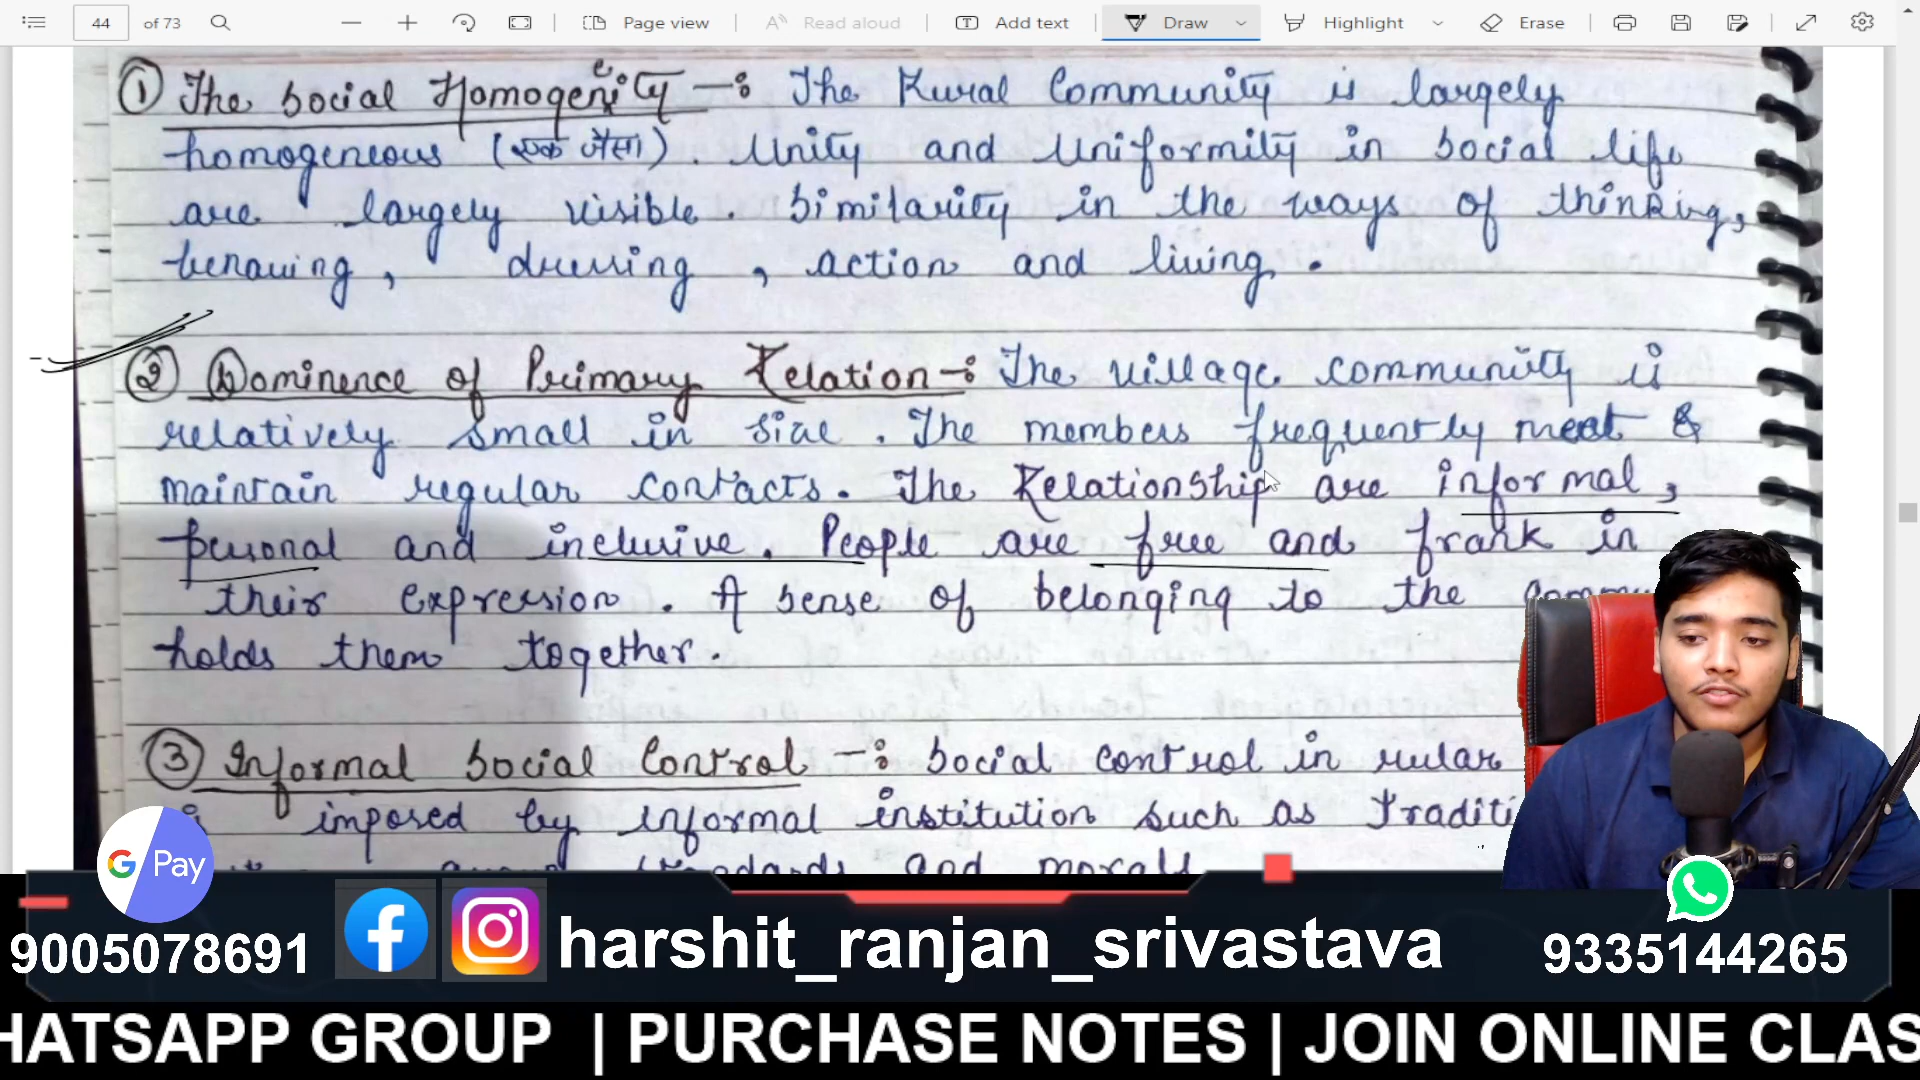 44 of 73 Page view Read aloud Add text Draw Highlight Erase
① The Social Homogeneity –: The Rural Community is largely
homogeneous (एक जैसा). Unity and Uniformity in social life
are largely visible. Similarity in the ways of thinking,
behaving, dressing, action and living.
② Dominence of Primary Relation –: The village community is
relatively small in size. The members frequently meet &
maintain regular contacts. The Relationship are informal,
personal and inclusive. People are free and frank in
their expression. A sense of belonging to the
holds them together.
③ Informal Social Control –: Social control in rular
imposed by informal institution such as traditi
standards and morals
G Pay
9005078691
harshit_ranjan_srivastava
9335144265
HATSAPP GROUP | PURCHASE NOTES | JOIN ONLINE CLAS